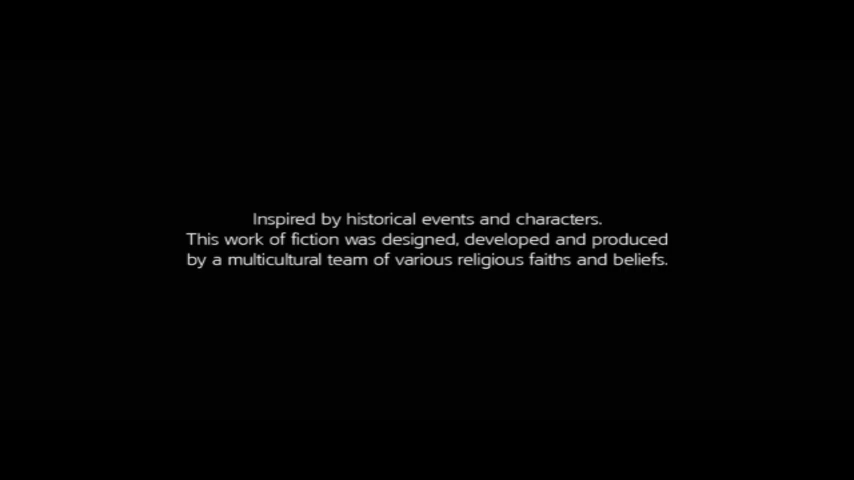 Inspired by historical events and characters.
This work of fiction was designed, developed and produced
by a multicultural team of various religious faiths and beliefs.